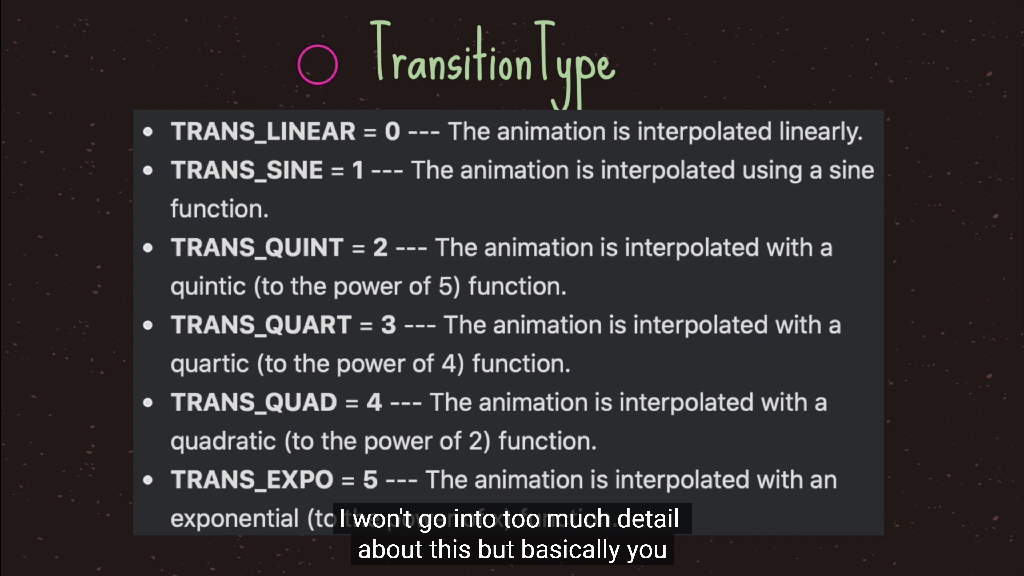 TransitionType
• TRANS_LINEAR = 0 --- The animation is interpolated linearly.
• TRANS_SINE = 1 --- The animation is interpolated using a sine
function.
• TRANS_QUINT = 2 --- The animation is interpolated with a
quintic (to the power of 5) function.
• TRANS_QUART = 3 --- The animation is interpolated with a
quartic (to the power of 4) function.
• TRANS_QUAD = 4 --- The animation is interpolated with a
quadratic (to the power of 2) function.
• TRANS_EXPO = 5 --- The animation is interpolated with an
exponential (to
I won't go into too much detail
about this but basically you